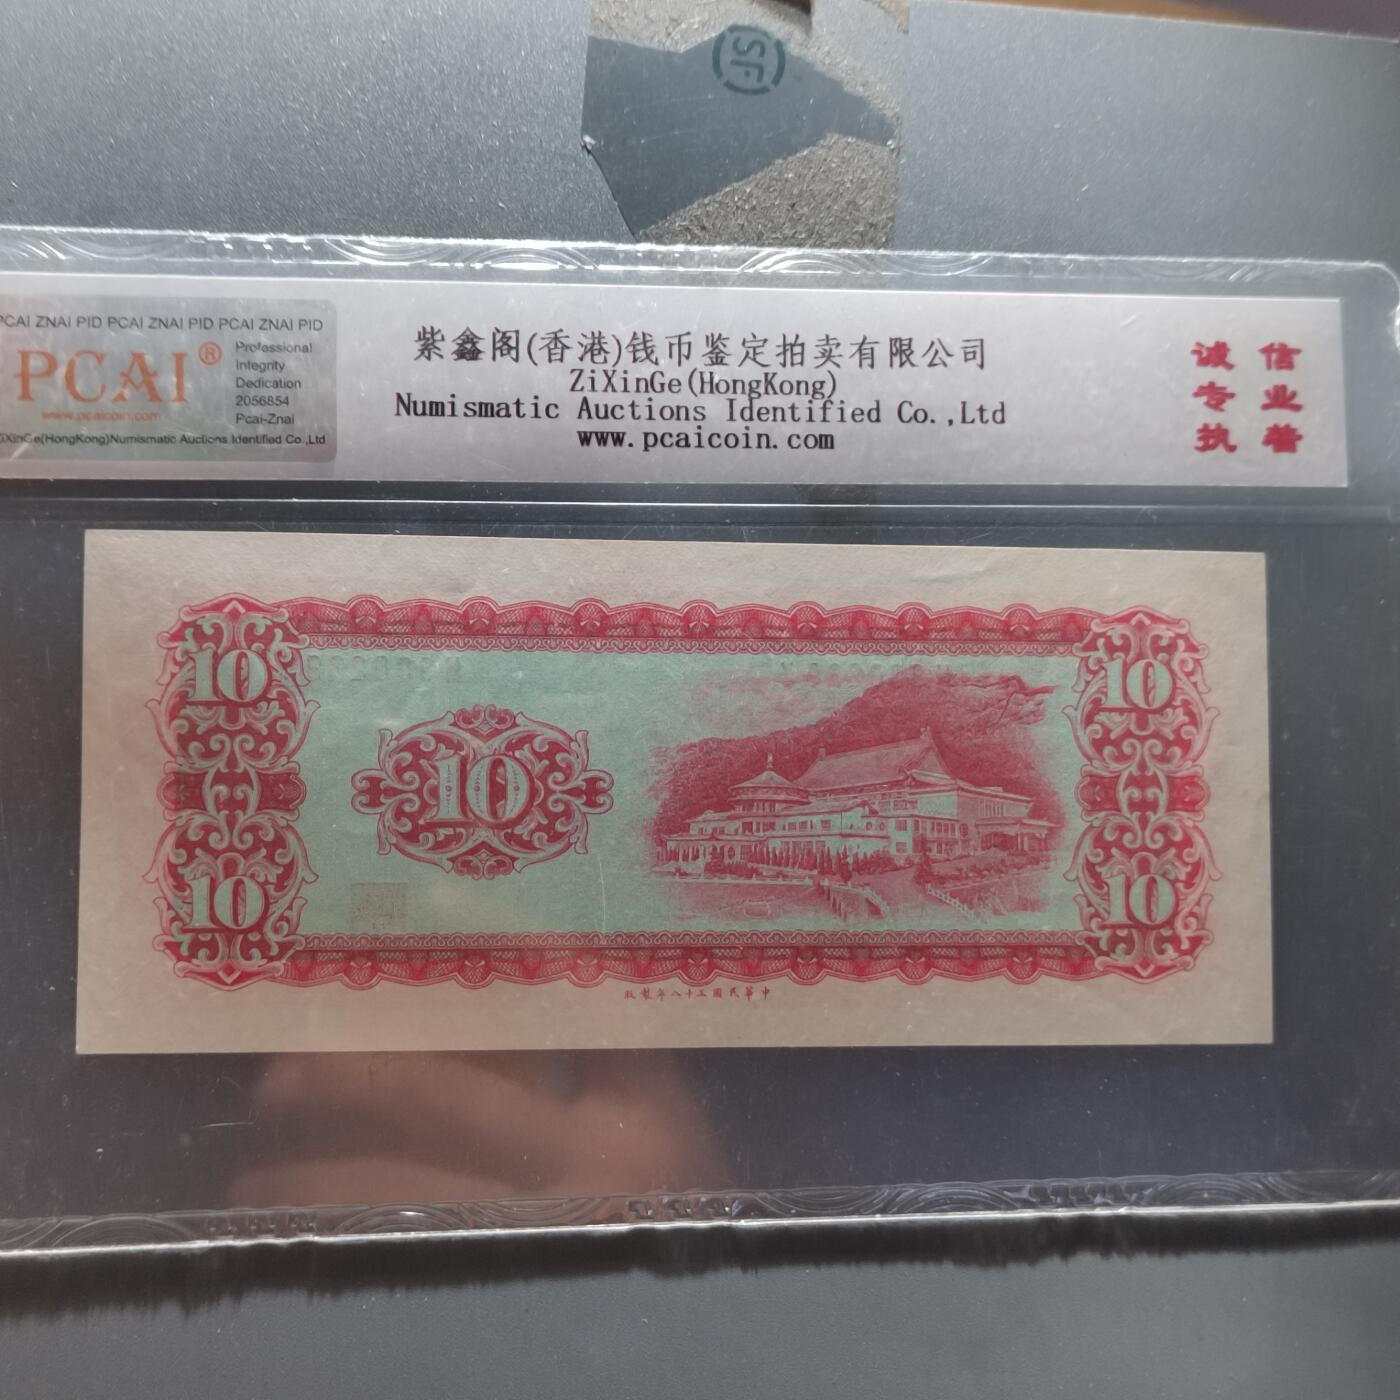 SF
PCAI ZNAI PID PCAI ZNAI PID PCAI ZNAI PID
PCAI®
Professional
Integrity
Dedication
2056854
Pcai-Znai
www.pcaicoin.com
ZiXinGe(HongKong)Numismatic Auctions Identified Co.,Ltd
紫鑫阁(香港)钱币鉴定拍卖有限公司
ZiXinGe(HongKong)
Numismatic Auctions Identified Co.,Ltd
www.pcaicoin.com
诚信
专业
执着
10
10
10
10
10
版製年八十三國民華中